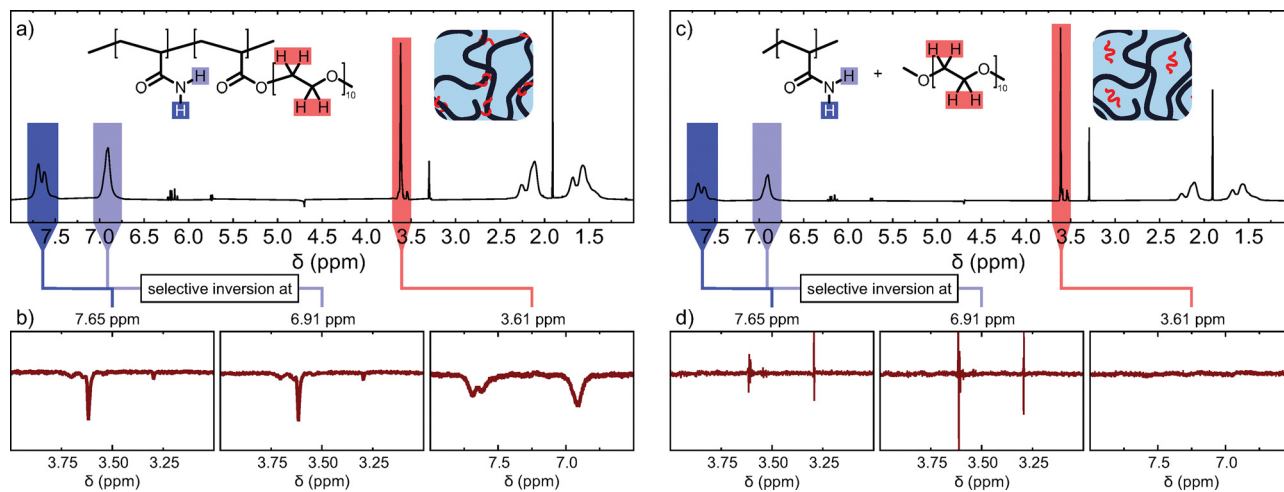 a)
H H
O
N
H
H
O
O
O
H H
10
7.5 7.0 6.5 6.0 5.5 5.0 4.5 4.0 3.5 3.0 2.5 2.0 1.5
δ (ppm)
selective inversion at
b)
7.65 ppm 6.91 ppm 3.61 ppm
3.75 3.50 3.25
3.75 3.50 3.25
7.5 7.0
δ (ppm) δ (ppm) δ (ppm)
c)
O
N
H
H
+
H H
O
O
H H
10
7.5 7.0 6.5 6.0 5.5 5.0 4.5 4.0 3.5 3.0 2.5 2.0 1.5
δ (ppm)
selective inversion at
d)
7.65 ppm 6.91 ppm 3.61 ppm
3.75 3.50 3.25
3.75 3.50 3.25
7.5 7.0
δ (ppm) δ (ppm) δ (ppm)